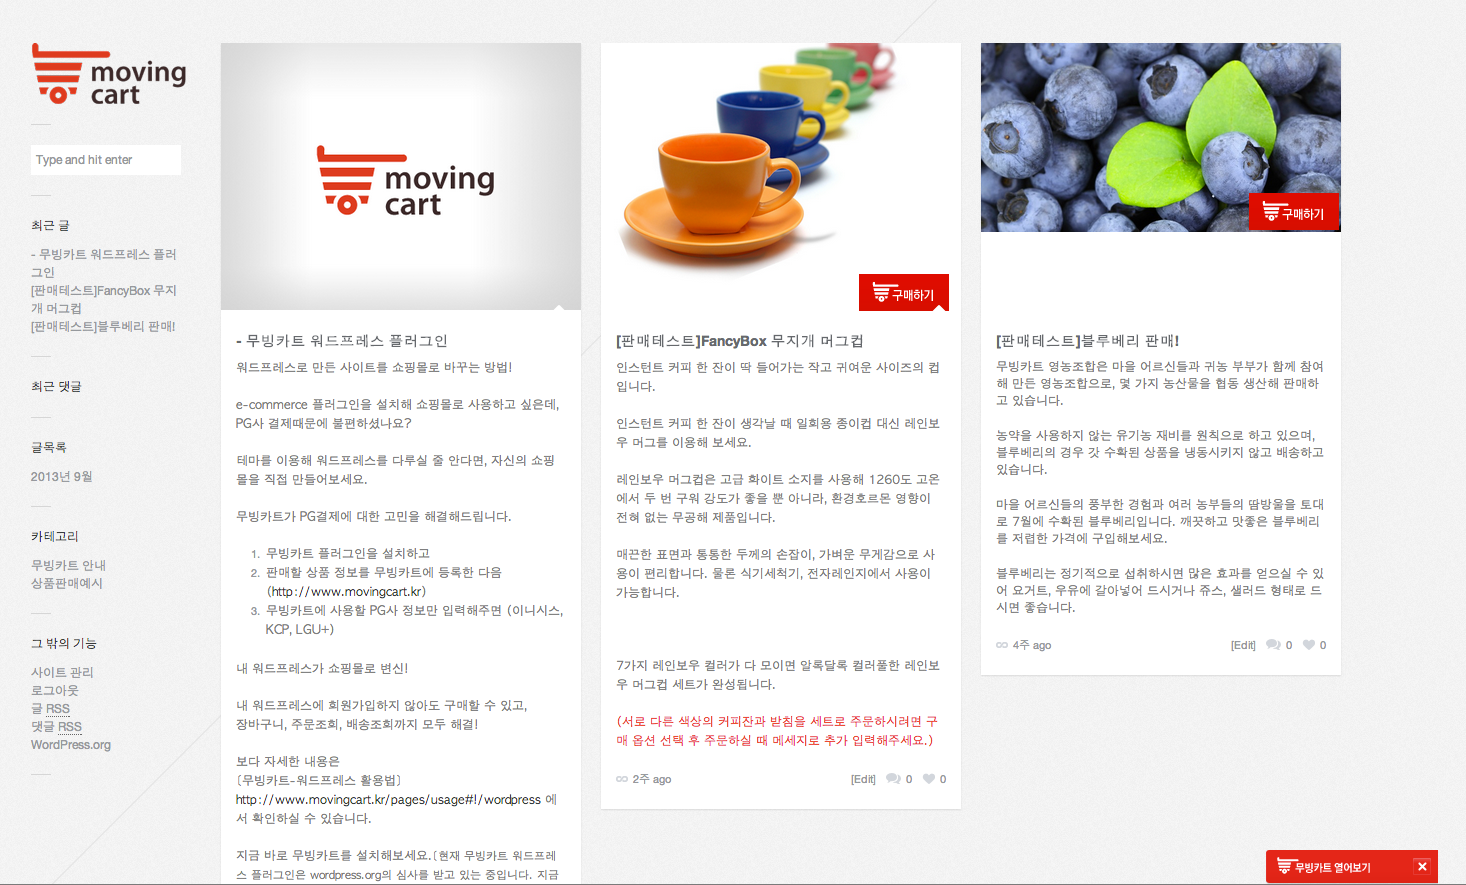 moving
cart
Type and hit enter
최근 글
- 무빙카트 워드프레스 플러
그인
[판매테스트]FancyBox 무지
개 머그컵
[판매테스트]블루베리 판매!
최근 댓글
글목록
2013년 9월
카테고리
무빙카트 안내
상품판매예시
그 밖의 기능
사이트 관리
로그아웃
글 RSS
댓글 RSS
WordPress.org
moving
cart
- 무빙카트 워드프레스 플러그인
워드프레스로 만든 사이트를 쇼핑몰로 바꾸는 방법!
e-commerce 플러그인을 설치해 쇼핑몰로 사용하고 싶은데,
PG사 결제때문에 불편하셨나요?
테마를 이용해 워드프레스를 다루실 줄 안다면, 자신의 쇼핑
몰을 직접 만들어보세요.
무빙카트가 PG결제에 대한 고민을 해결해드립니다.
1. 무빙카트 플러그인을 설치하고
2. 판매할 상품 정보를 무빙카트에 등록한 다음
(http://www.movingcart.kr)
3. 무빙카트에 사용할 PG사 정보만 입력해주면 (이니시스,
KCP, LGU+)
내 워드프레스가 쇼핑몰로 변신!
내 워드프레스에 회원가입하지 않아도 구매할 수 있고,
장바구니, 주문조회, 배송조회까지 모두 해결!
보다 자세한 내용은
[무빙카트-워드프레스 활용법]
http://www.movingcart.kr/pages/usage#!/wordpress 에
서 확인하실 수 있습니다.
지금 바로 무빙카트를 설치해보세요.[현재 무빙카트 워드프레
스 플러그인은 wordpress.org의 심사를 받고 있는 중입니다. 지금
구매하기
[판매테스트]FancyBox 무지개 머그컵
인스턴트 커피 한 잔이 딱 들어가는 작고 귀여운 사이즈의 컵
입니다.
인스턴트 커피 한 잔이 생각날 때 일회용 종이컵 대신 레인보
우 머그를 이용해 보세요.
레인보우 머그컵은 고급 화이트 소지를 사용해 1260도 고온
에서 두 번 구워 강도가 좋을 뿐 아니라, 환경호르몬 영향이
전혀 없는 무공해 제품입니다.
매끈한 표면과 통통한 두께의 손잡이, 가벼운 무게감으로 사
용이 편리합니다. 물론 식기세척기, 전자레인지에서 사용이
가능합니다.
7가지 레인보우 컬러가 다 모이면 알록달록 컬러풀한 레인보
우 머그컵 세트가 완성됩니다.
(서로 다른 색상의 커피잔과 받침을 세트로 주문하시려면 구
매 옵션 선택 후 주문하실 때 메세지로 추가 입력해주세요.)
2주 ago [Edit] 0 0
구매하기
[판매테스트]블루베리 판매!
무빙카트 영농조합은 마을 어르신들과 귀농 부부가 함께 참여
해 만든 영농조합으로, 몇 가지 농산물을 협동 생산해 판매하
고 있습니다.
농약을 사용하지 않는 유기농 재비를 원칙으로 하고 있으며,
블루베리의 경우 갓 수확된 상품을 냉동시키지 않고 배송하고
있습니다.
마을 어르신들의 풍부한 경험과 여러 농부들의 땀방울을 토대
로 7월에 수확된 블루베리입니다. 깨끗하고 맛좋은 블루베리
를 저렴한 가격에 구입해보세요.
블루베리는 정기적으로 섭취하시면 많은 효과를 얻으실 수 있
어 요거트, 우유에 갈아넣어 드시거나 쥬스, 샐러드 형태로 드
시면 좋습니다.
4주 ago [Edit] 0 0
무빙카트 열어보기